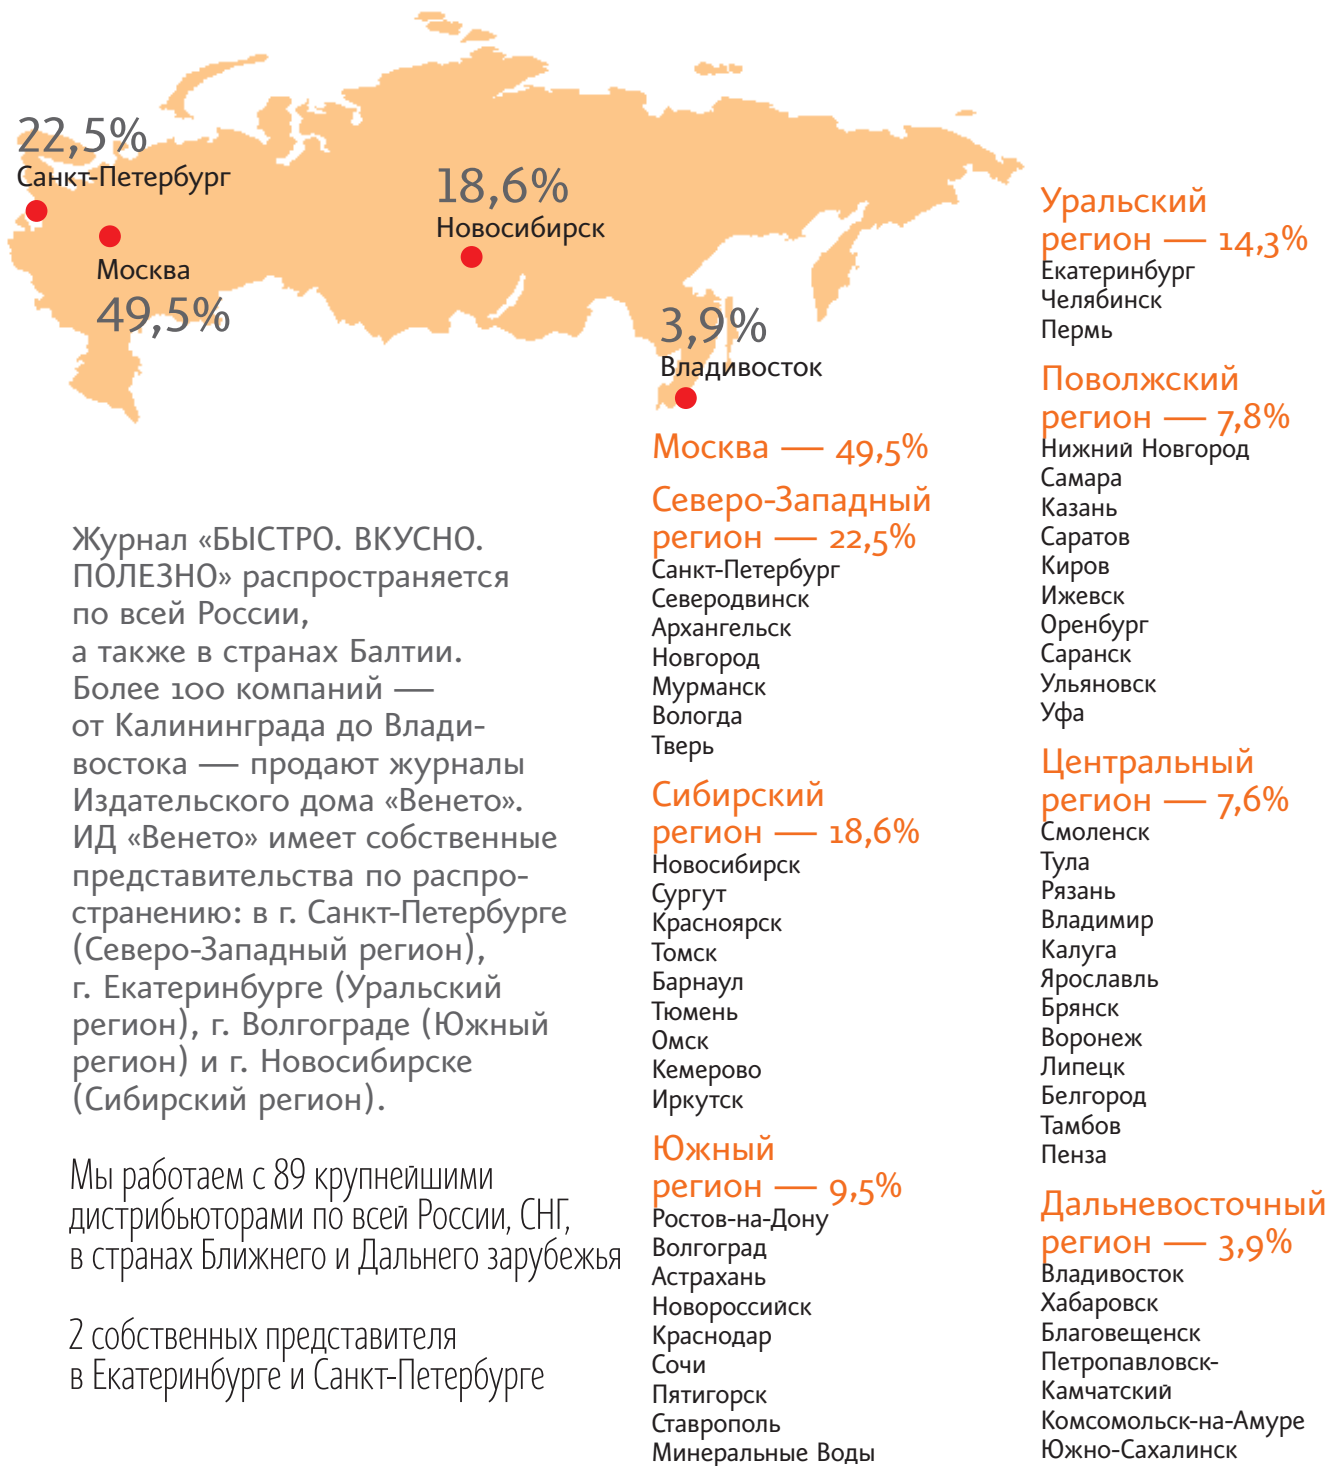 22,5%
Санкт-Петербург
18,6%
Новосибирск
Москва
49,5%
3,9%
Владивосток
Журнал «БЫСТРО. ВКУСНО.
ПОЛЕЗНО» распространяется
по всей России,
а также в странах Балтии.
Более 100 компаний —
от Калининграда до Влади-
востока — продают журналы
Издательского дома «Венето».
ИД «Венето» имеет собственные
представительства по распро-
странению: в г. Санкт-Петербурге
(Северо-Западный регион),
г. Екатеринбурге (Уральский
регион), г. Волгограде (Южный
регион) и г. Новосибирске
(Сибирский регион).
Мы работаем с 89 крупнейшими
дистрибьюторами по всей России, СНГ,
в странах Ближнего и Дальнего зарубежья
2 собственных представителя
в Екатеринбурге и Санкт-Петербурге
Москва — 49,5%
Северо-Западный
регион — 22,5%
Санкт-Петербург
Северодвинск
Архангельск
Новгород
Мурманск
Вологда
Тверь
Сибирский
регион — 18,6%
Новосибирск
Сургут
Красноярск
Томск
Барнаул
Тюмень
Омск
Кемерово
Иркутск
Южный
регион — 9,5%
Ростов-на-Дону
Волгоград
Астрахань
Новороссийск
Краснодар
Сочи
Пятигорск
Ставрополь
Минеральные Воды
Уральский
регион — 14,3%
Екатеринбург
Челябинск
Пермь
Поволжский
регион — 7,8%
Нижний Новгород
Самара
Казань
Саратов
Киров
Ижевск
Оренбург
Саранск
Ульяновск
Уфа
Центральный
регион — 7,6%
Смоленск
Тула
Рязань
Владимир
Калуга
Ярославль
Брянск
Воронеж
Липецк
Белгород
Тамбов
Пенза
Дальневосточный
регион — 3,9%
Владивосток
Хабаровск
Благовещенск
Петропавловск-
Камчатский
Комсомольск-на-Амуре
Южно-Сахалинск